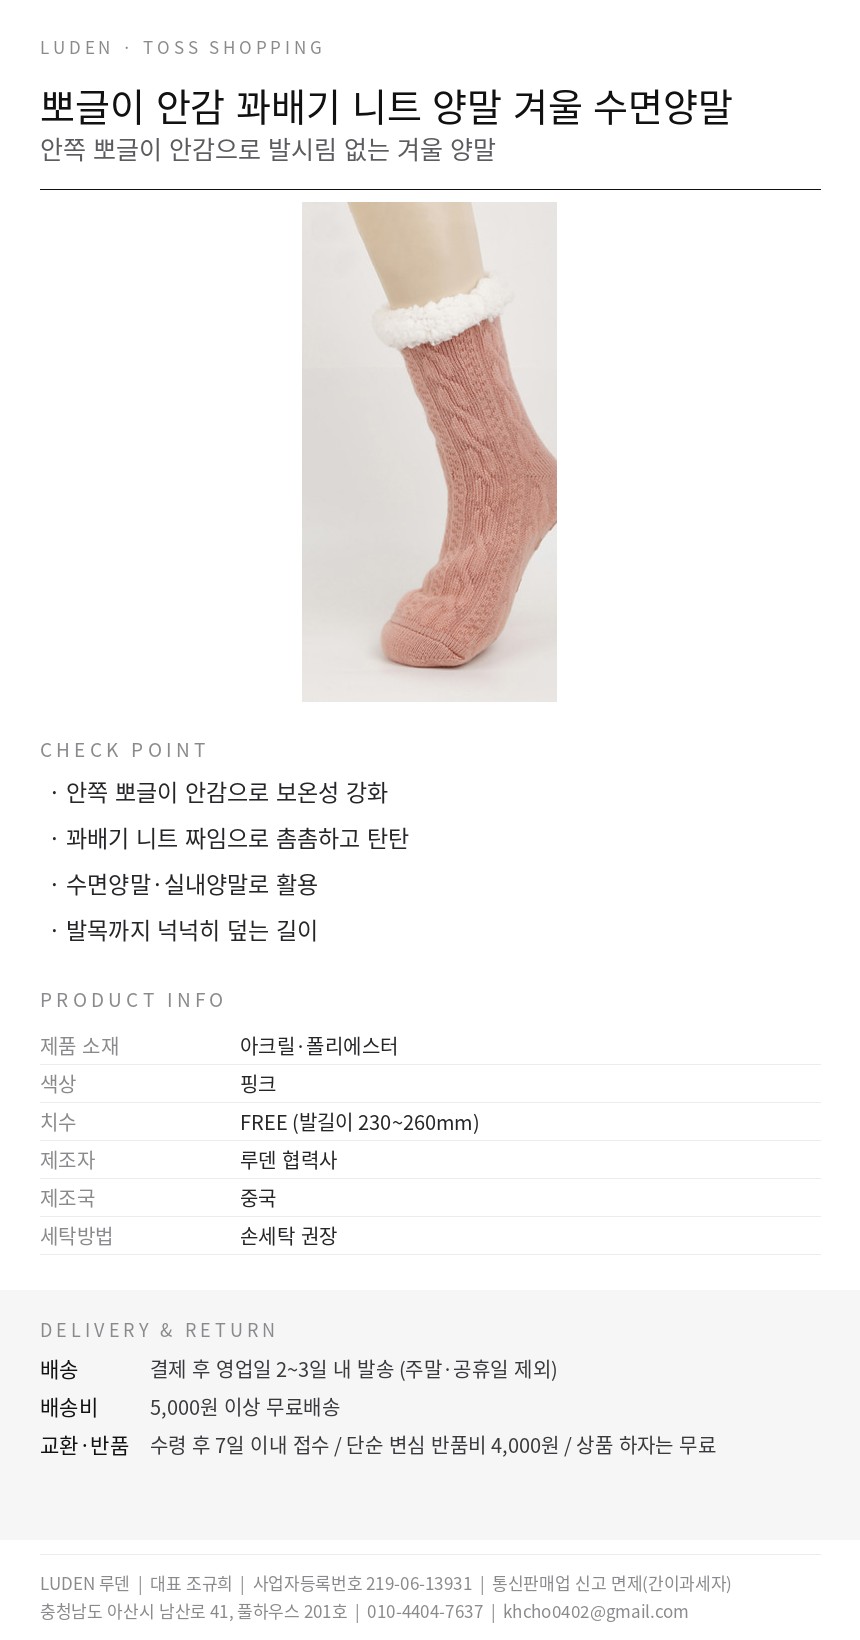 LUDEN · TOSS SHOPPING
뽀글이 안감 꽈배기 니트 양말 겨울 수면양말
안쪽 뽀글이 안감으로 발시림 없는 겨울 양말
CHECK POINT
· 안쪽 뽀글이 안감으로 보온성 강화
· 꽈배기 니트 짜임으로 촘촘하고 탄탄
· 수면양말·실내양말로 활용
· 발목까지 넉넉히 덮는 길이
PRODUCT INFO
제품 소재 아크릴·폴리에스터
색상 핑크
치수 FREE (발길이 230~260mm)
제조자 루덴 협력사
제조국 중국
세탁방법 손세탁 권장
DELIVERY & RETURN
배송 결제 후 영업일 2~3일 내 발송 (주말·공휴일 제외)
배송비 5,000원 이상 무료배송
교환·반품 수령 후 7일 이내 접수 / 단순 변심 반품비 4,000원 / 상품 하자는 무료
LUDEN 루덴 | 대표 조규희 | 사업자등록번호 219-06-13931 | 통신판매업 신고 면제(간이과세자)
충청남도 아산시 남산로 41, 풀하우스 201호 | 010-4404-7637 | khcho0402@gmail.com